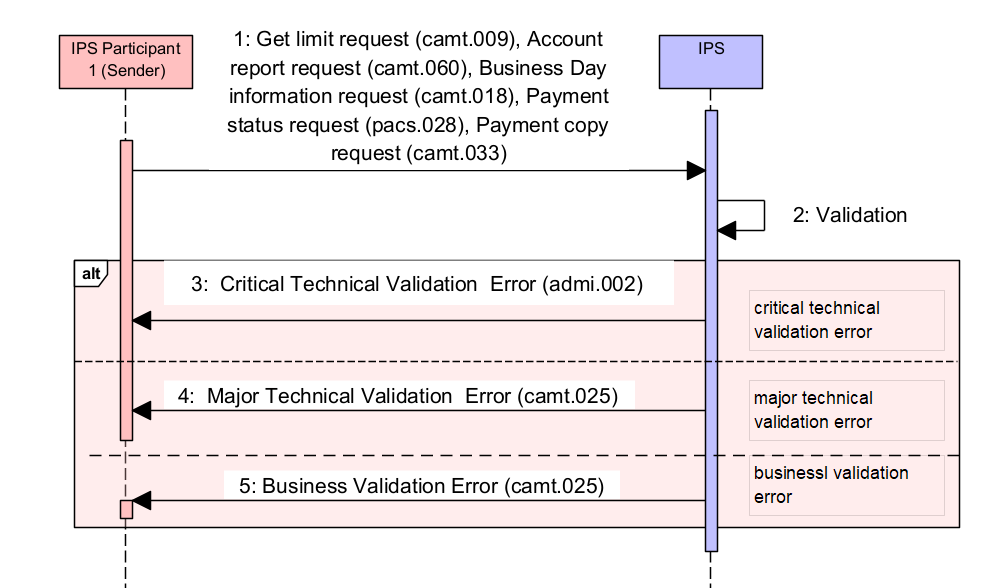 IPS Participant
1 (Sender)
1: Get limit request (camt.009), Account
report request (camt.060), Business Day
information request (camt.018), Payment
status request (pacs.028), Payment copy
request (camt.033)
IPS
2: Validation
alt
3:  Critical Technical Validation  Error (admi.002)
critical technical
validation error
4:  Major Technical Validation  Error (camt.025)
major technical
validation error
5: Business Validation Error (camt.025)
businessl validation
error